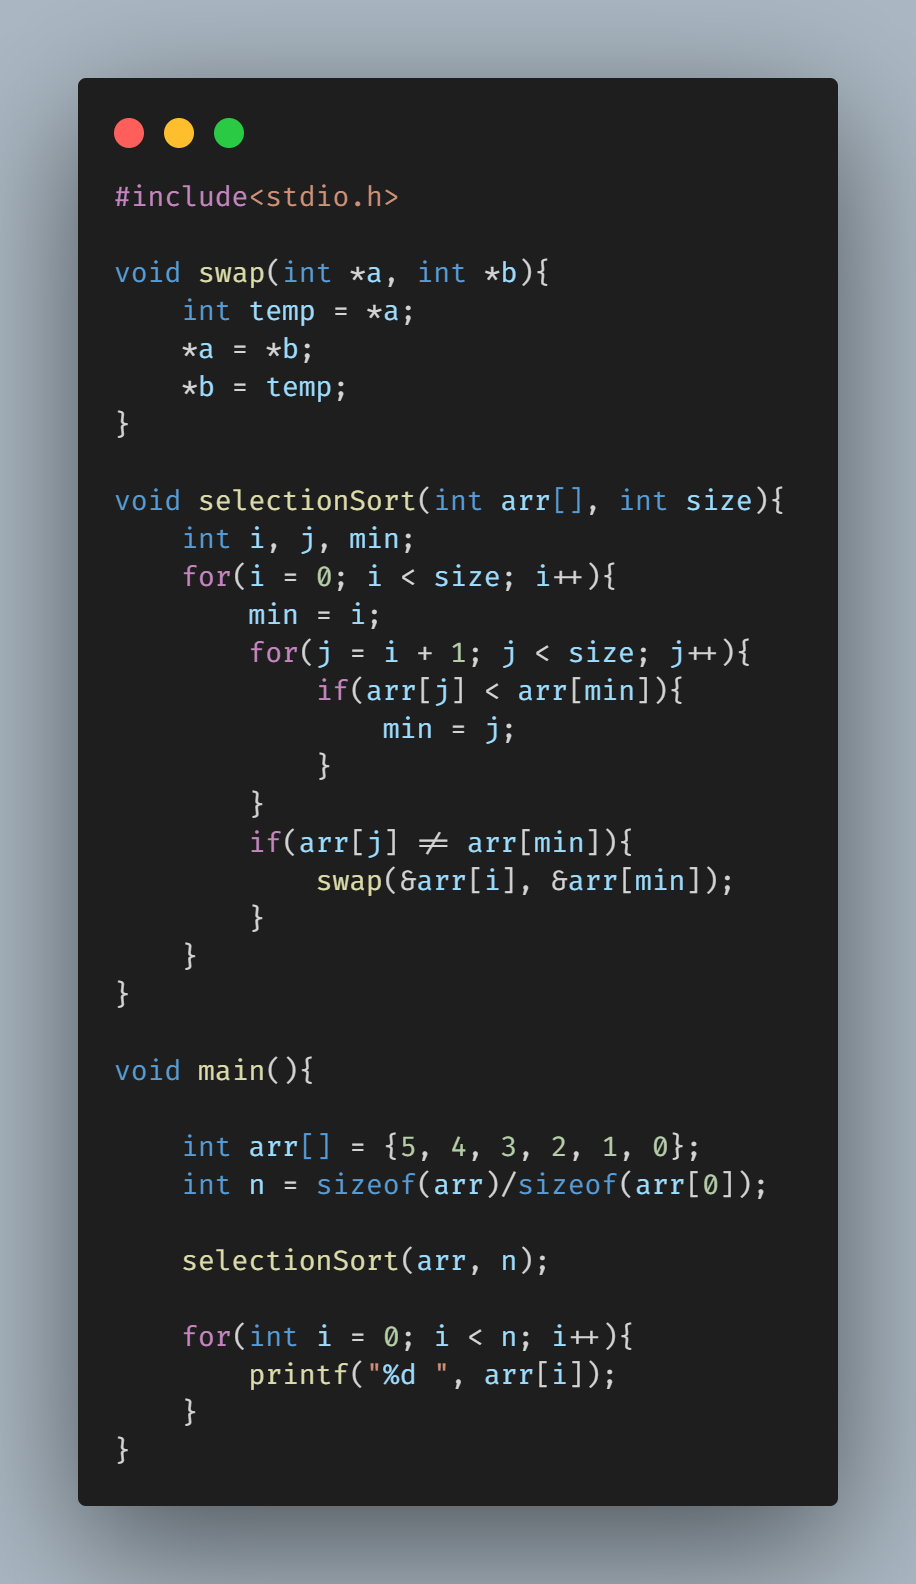 #include<stdio.h>

void swap(int *a, int *b){
    int temp = *a;
    *a = *b;
    *b = temp;
}

void selectionSort(int arr[], int size){
    int i, j, min;
    for(i = 0; i < size; i++){
        min = i;
        for(j = i + 1; j < size; j++){
            if(arr[j] < arr[min]){
                min = j;
            }
        }
        if(arr[j] != arr[min]){
            swap(&arr[i], &arr[min]);
        }
    }
}

void main(){

    int arr[] = {5, 4, 3, 2, 1, 0};
    int n = sizeof(arr)/sizeof(arr[0]);

    selectionSort(arr, n);

    for(int i = 0; i < n; i++){
        printf("%d ", arr[i]);
    }
}